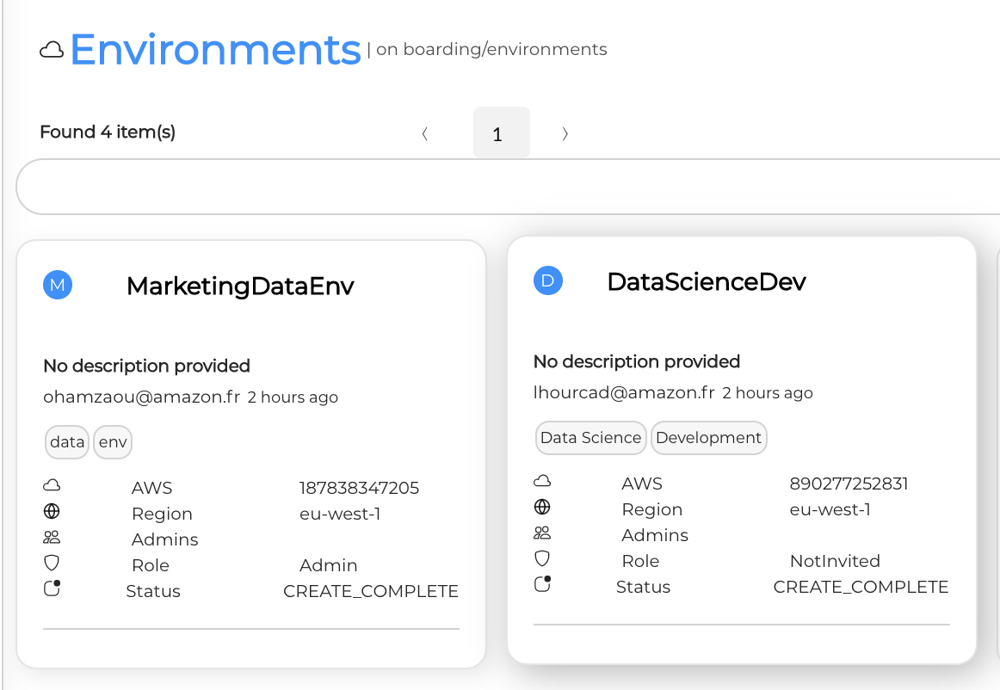 Environments | on boarding/environments
Found 4 item(s)
1
M MarketingDataEnv
No description provided
ohamzaou@amazon.fr 2 hours ago
data env
AWS 187838347205
Region eu-west-1
Admins
Role Admin
Status CREATE_COMPLETE
D DataScienceDev
No description provided
lhourcad@amazon.fr 2 hours ago
Data Science Development
AWS 890277252831
Region eu-west-1
Admins
Role NotInvited
Status CREATE_COMPLETE